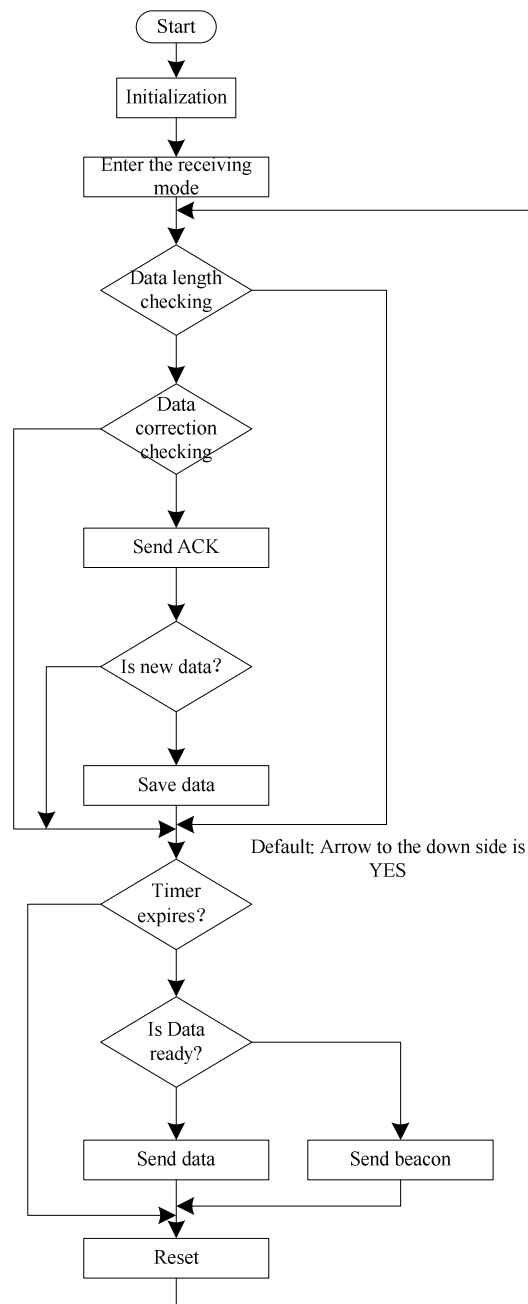 Start
Initialization
Enter the receiving
mode
Data length
checking
Data
correction
checking
Send ACK
Is new data？
Save data
Default: Arrow to the down side is
YES
Timer
expires？
Is Data
ready?
Send data
Send beacon
Reset